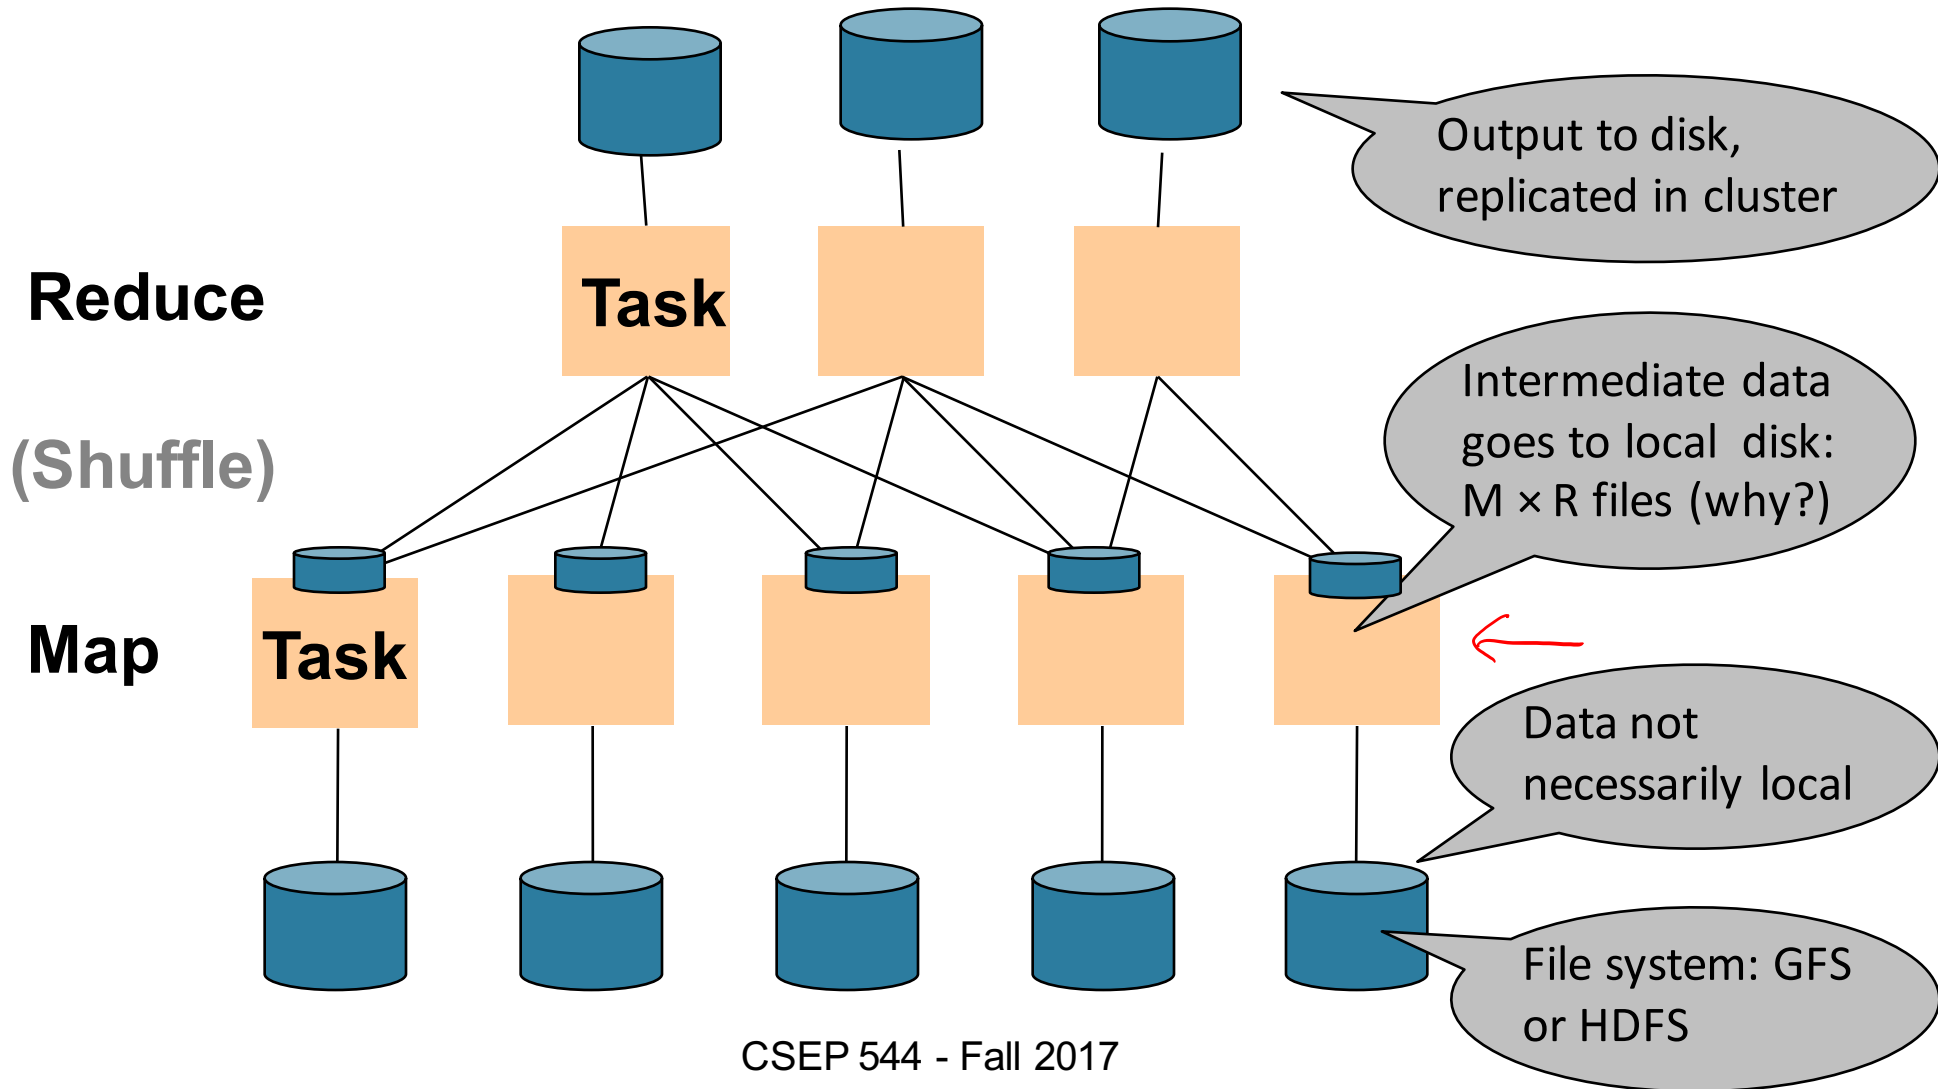 Output to disk,
replicated in cluster
Reduce
Task
Intermediate data
goes to local disk:
M × R files (why?)
(Shuffle)
Map
Task
Data not
necessarily local
File system: GFS
or HDFS
CSEP 544 - Fall 2017